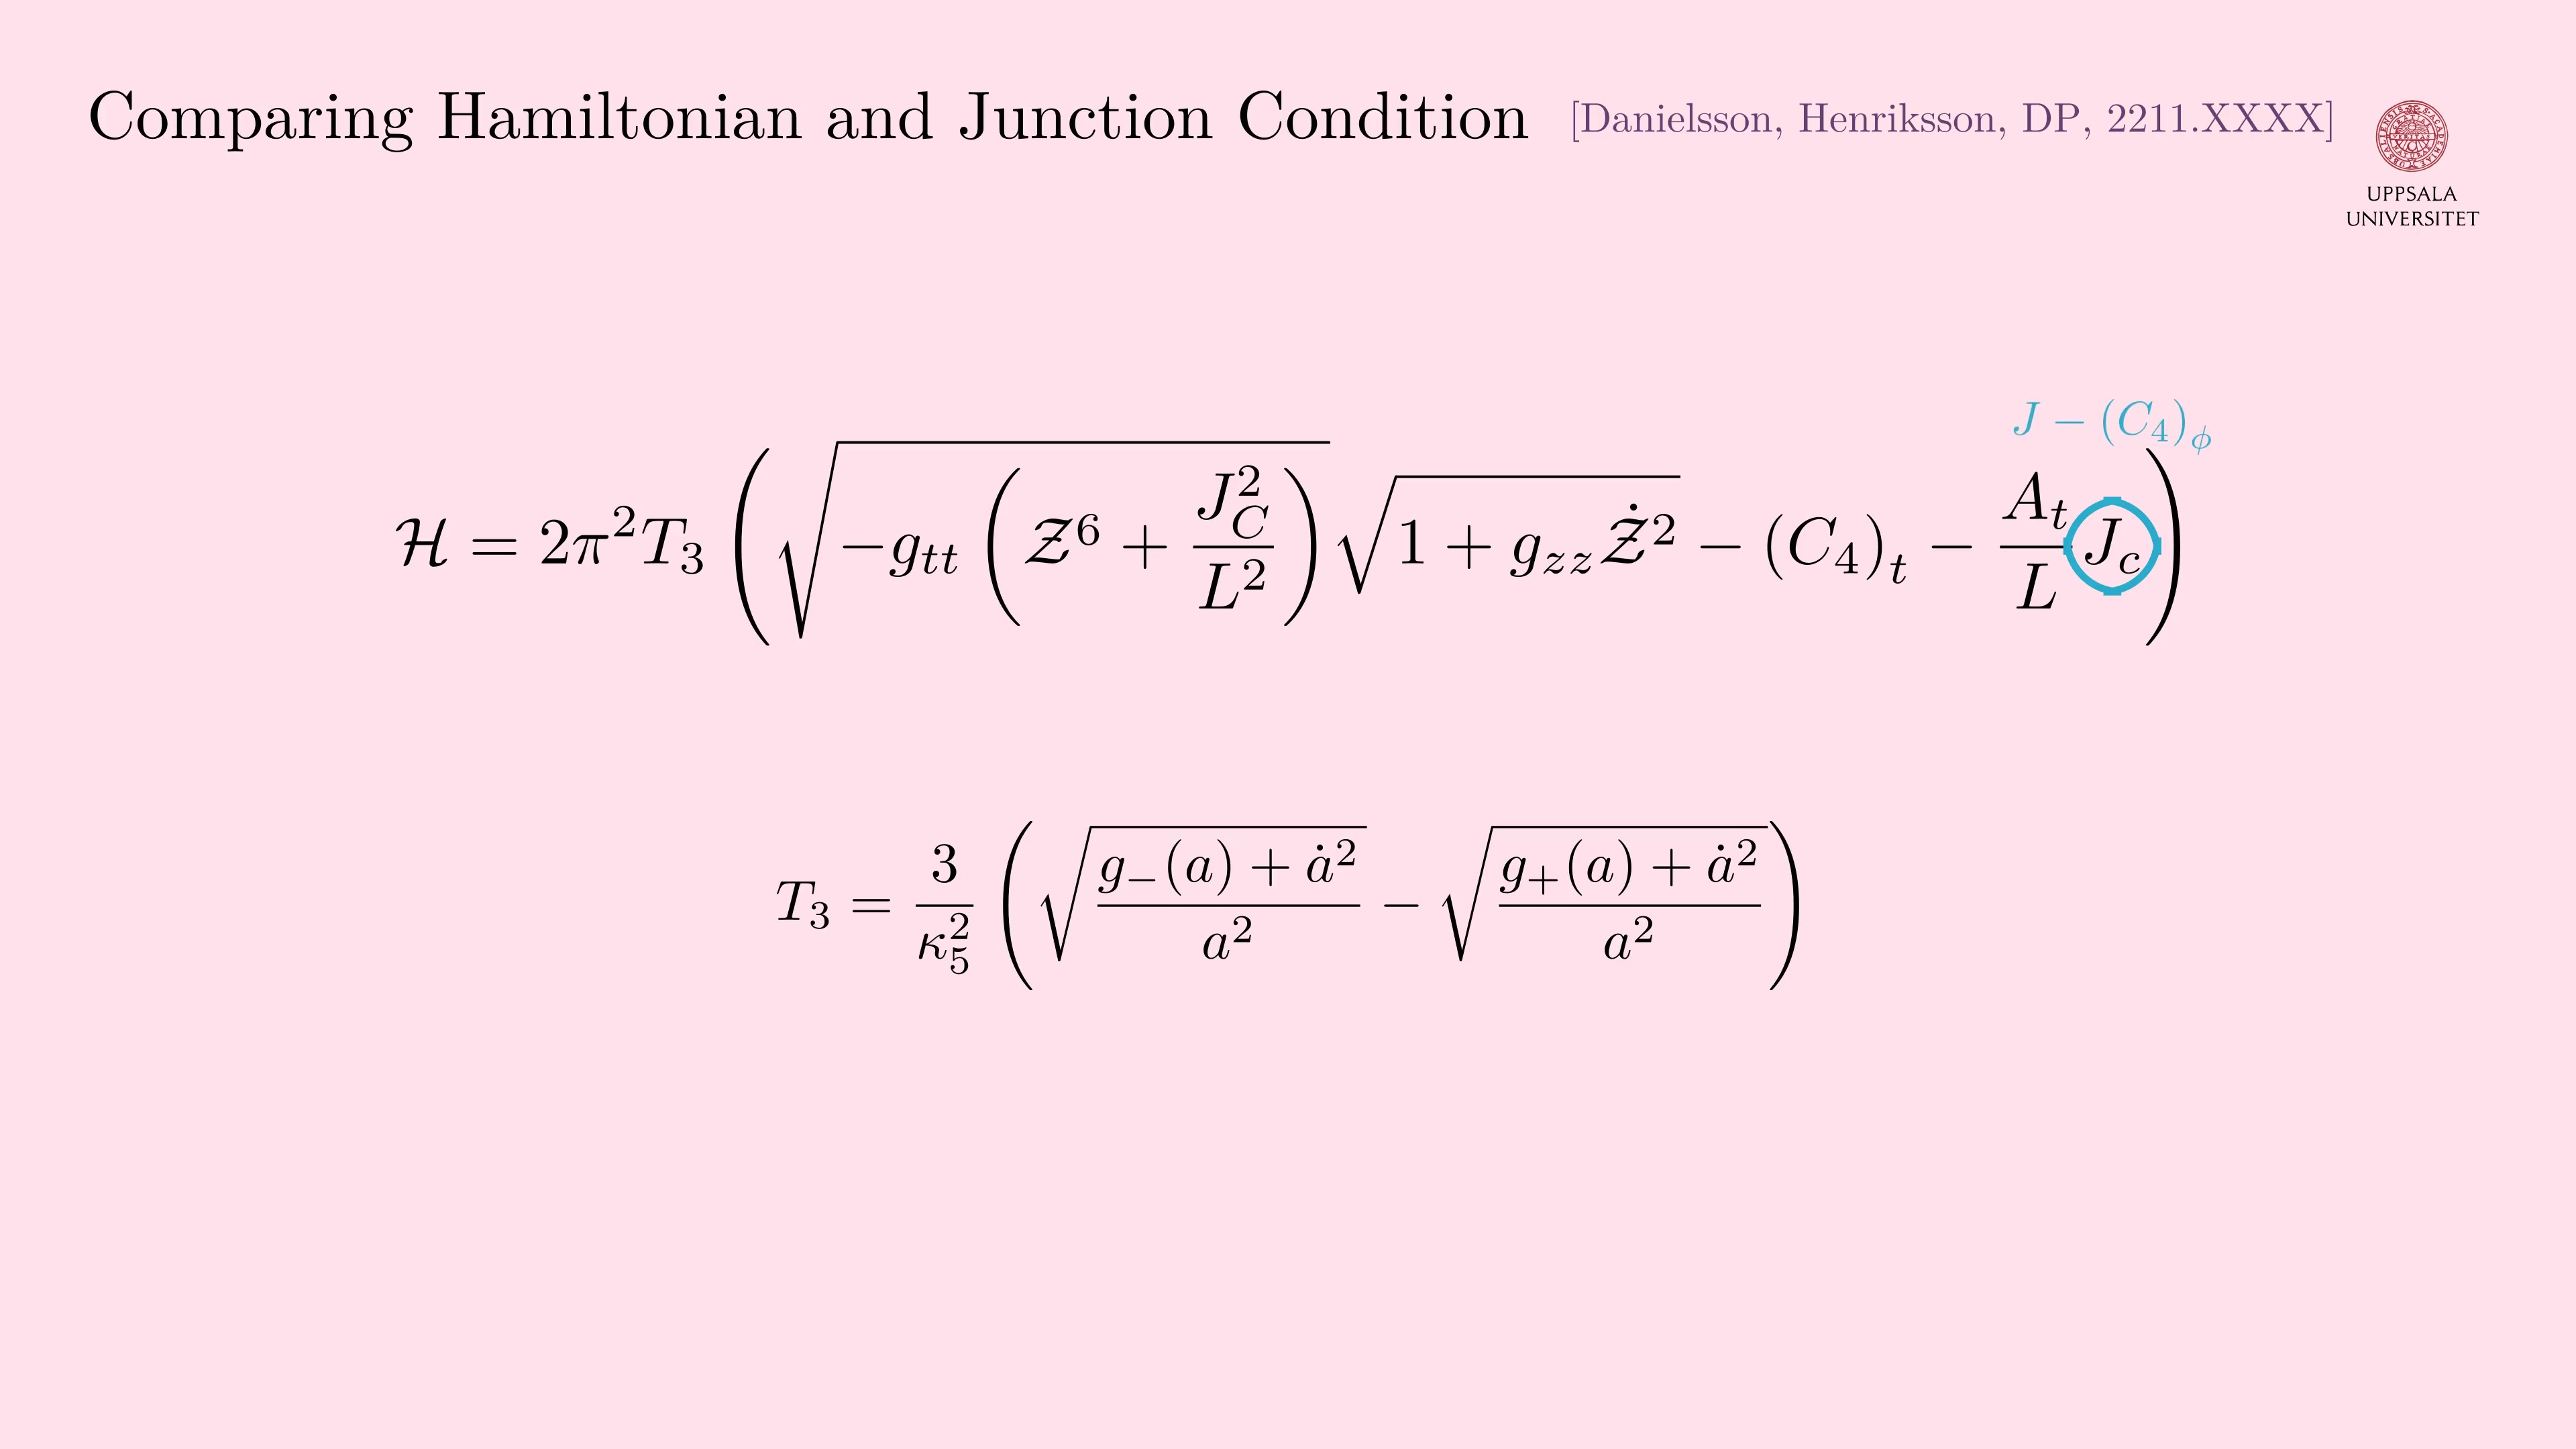 Comparing Hamiltonian and Junction Condition [Danielsson, Henriksson, DP, 2211.XXXX]
UPPSALA
UNIVERSITET
$J - (C_4)_\phi$
$\mathcal{H} = 2\pi^2 T_3 \left( \sqrt{-g_{tt} \left( \mathcal{Z}^6 + \frac{J_C^2}{L^2} \right)} \sqrt{1 + g_{zz} \dot{\mathcal{Z}}^2} - (C_4)_t - \frac{A_t}{L} J_c \right)$
$T_3 = \frac{3}{\kappa_5^2} \left( \sqrt{\frac{g_-(a) + \dot{a}^2}{a^2}} - \sqrt{\frac{g_+(a) + \dot{a}^2}{a^2}} \right)$